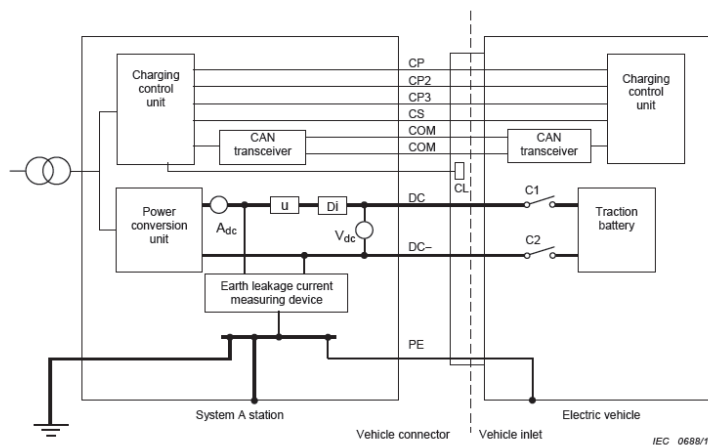 Charging
control
unit
CP
CP2
CP3
CS
COM
COM
CAN
transceiver
CAN
transceiver
Charging
control
unit
CL
Power
conversion
unit
Adc
u
Di
Vdc
DC
DC–
C1
C2
Traction
battery
Earth leakage current
measuring device
PE
System A station
Electric vehicle
Vehicle connector
Vehicle inlet
IEC 0688/1